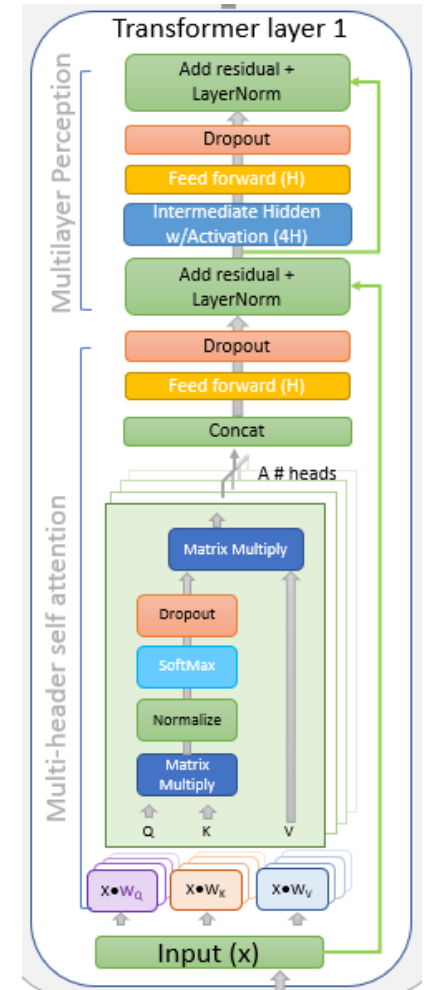 Transformer layer 1
Multilayer Perception
Add residual +
LayerNorm
Dropout
Feed forward (H)
Intermediate Hidden
w/Activation (4H)
Add residual +
LayerNorm
Multi-header self attention
Dropout
Feed forward (H)
Concat
A # heads
Matrix Multiply
Dropout
SoftMax
Normalize
Matrix
Multiply
Q K V
X●WQ X●WK X●WV
Input (x)